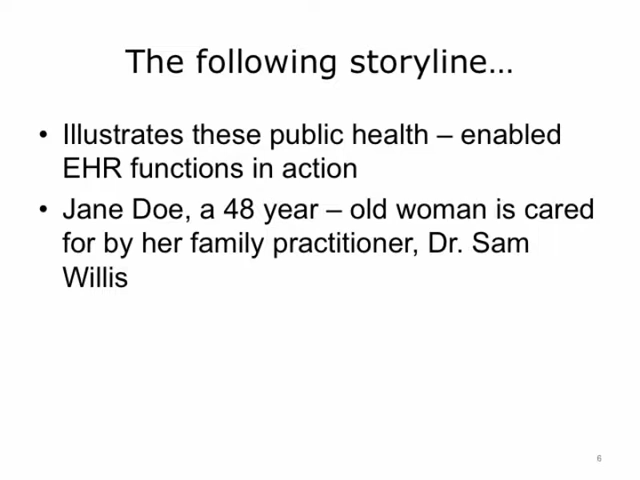 The following storyline…
• Illustrates these public health – enabled
EHR functions in action
• Jane Doe, a 48 year – old woman is cared
for by her family practitioner, Dr. Sam
Willis
6